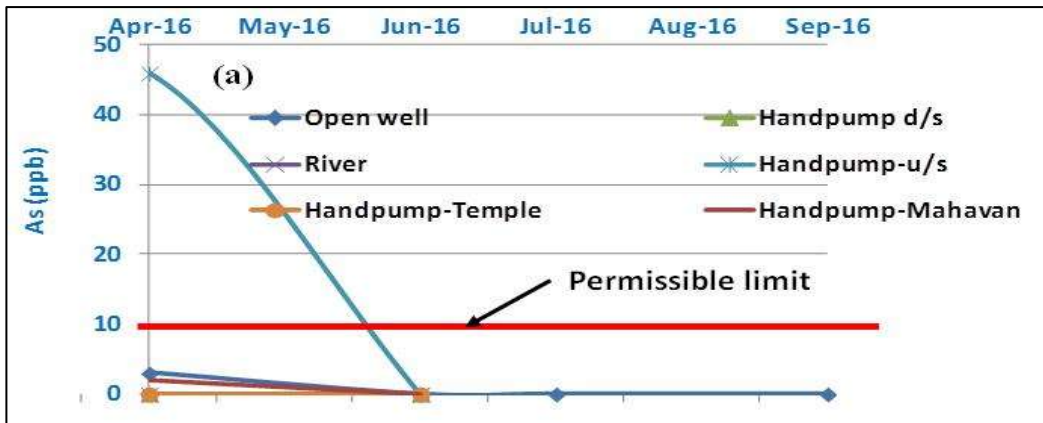 Apr-16 May-16 Jun-16 Jul-16 Aug-16 Sep-16
50
(a)
40
Open well Handpump d/s
River Handpump-u/s
30
Handpump-Temple Handpump-Mahavan
20
Permissible limit
10
0
As (ppb)